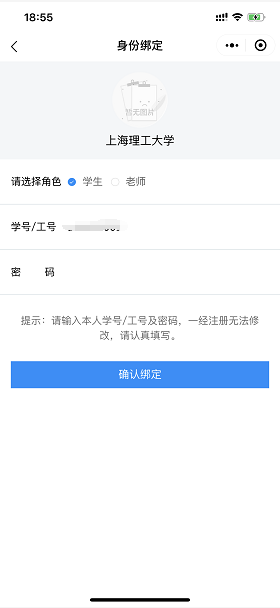 18:55
身份绑定
暂无图片
上海理工大学
请选择角色 学生 老师
学号/工号
密 码
提示：请输入本人学号/工号及密码，一经注册无法修
改，请认真填写。
确认绑定